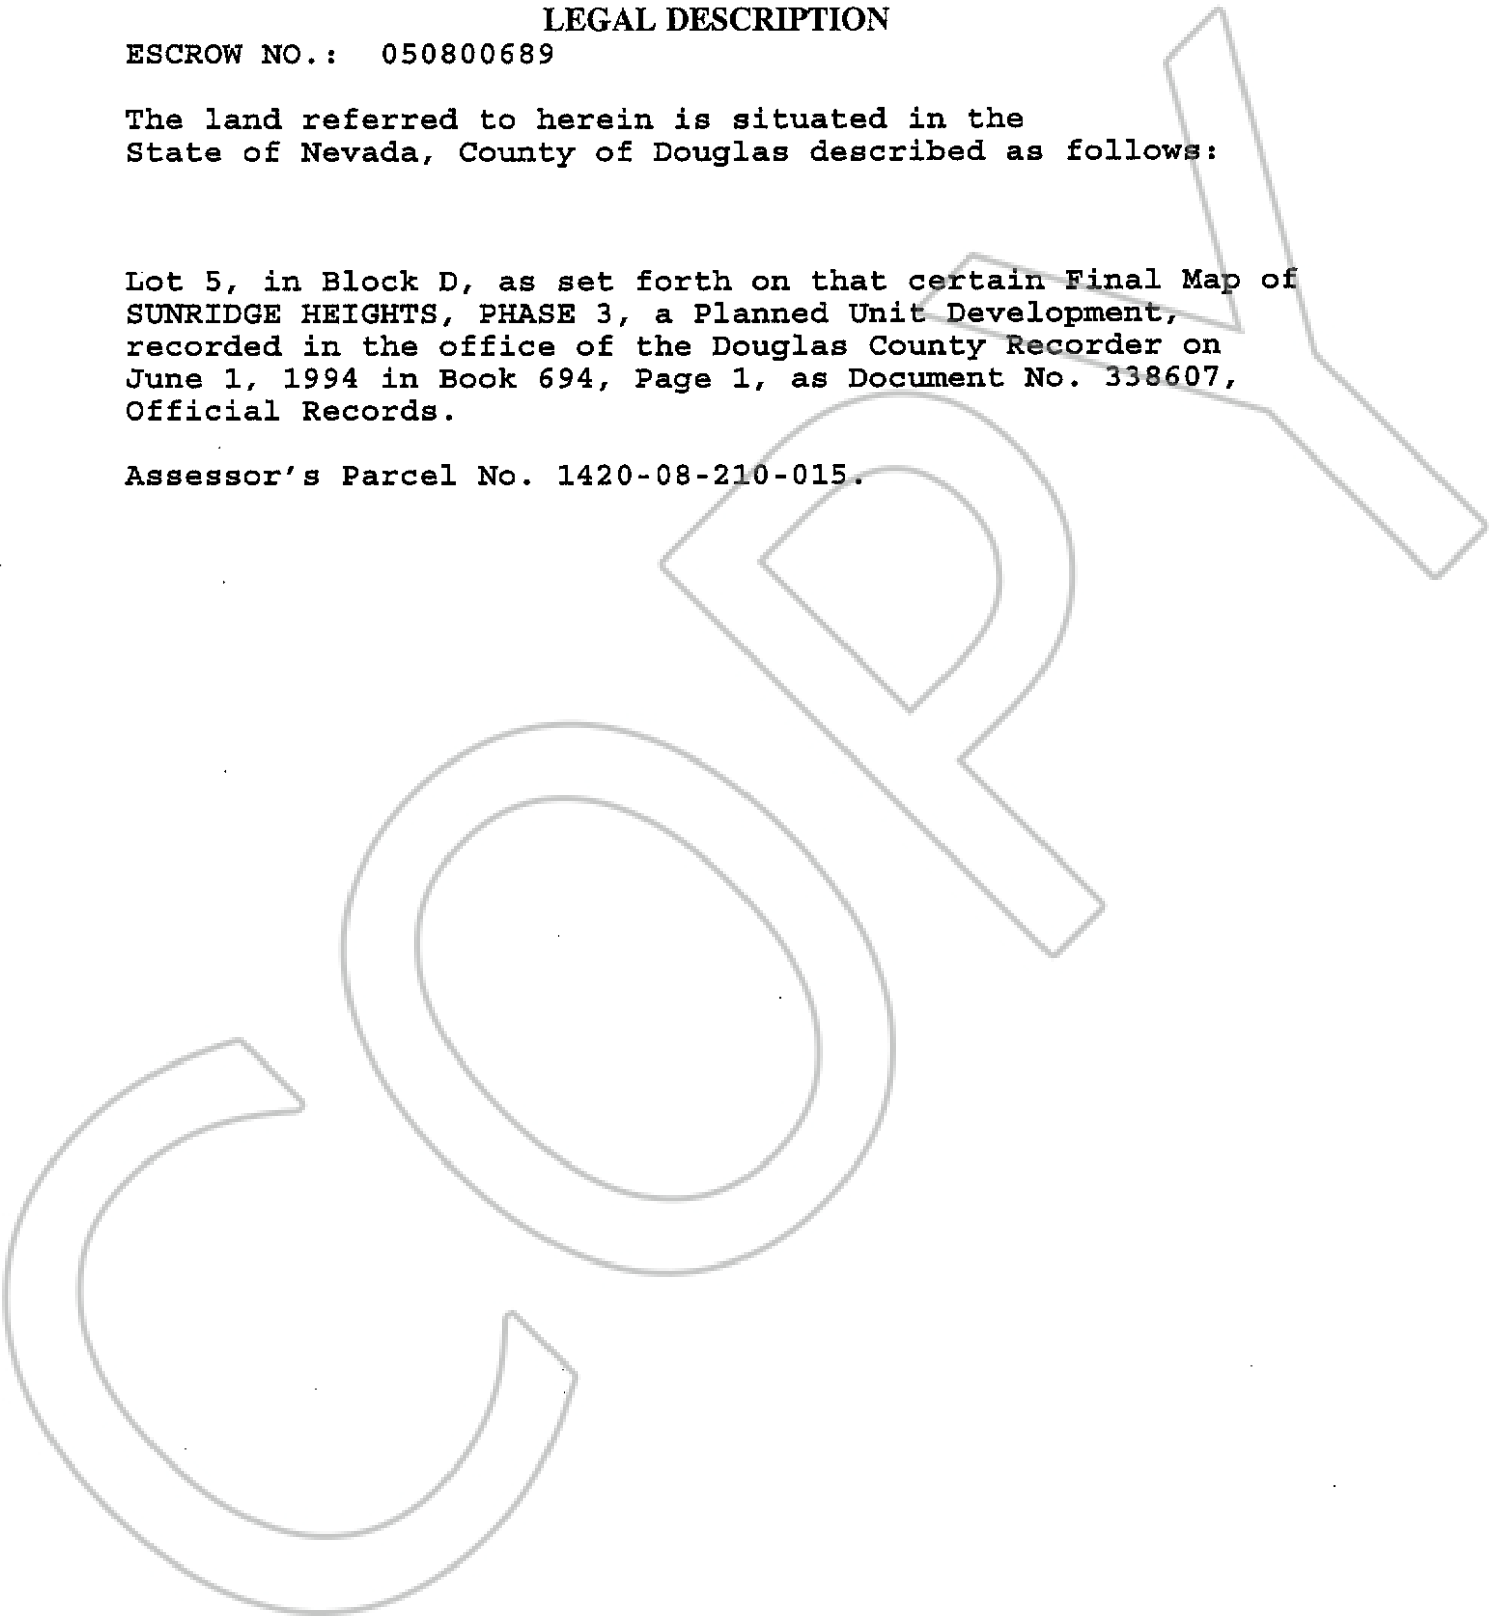 LEGAL DESCRIPTION
ESCROW NO.: 050800689
The land referred to herein is situated in the
State of Nevada, County of Douglas described as follows:
Lot 5, in Block D, as set forth on that certain Final Map of
SUNRIDGE HEIGHTS, PHASE 3, a Planned Unit Development,
recorded in the office of the Douglas County Recorder on
June 1, 1994 in Book 694, Page 1, as Document No. 338607,
Official Records.
Assessor's Parcel No. 1420-08-210-015.
COPY